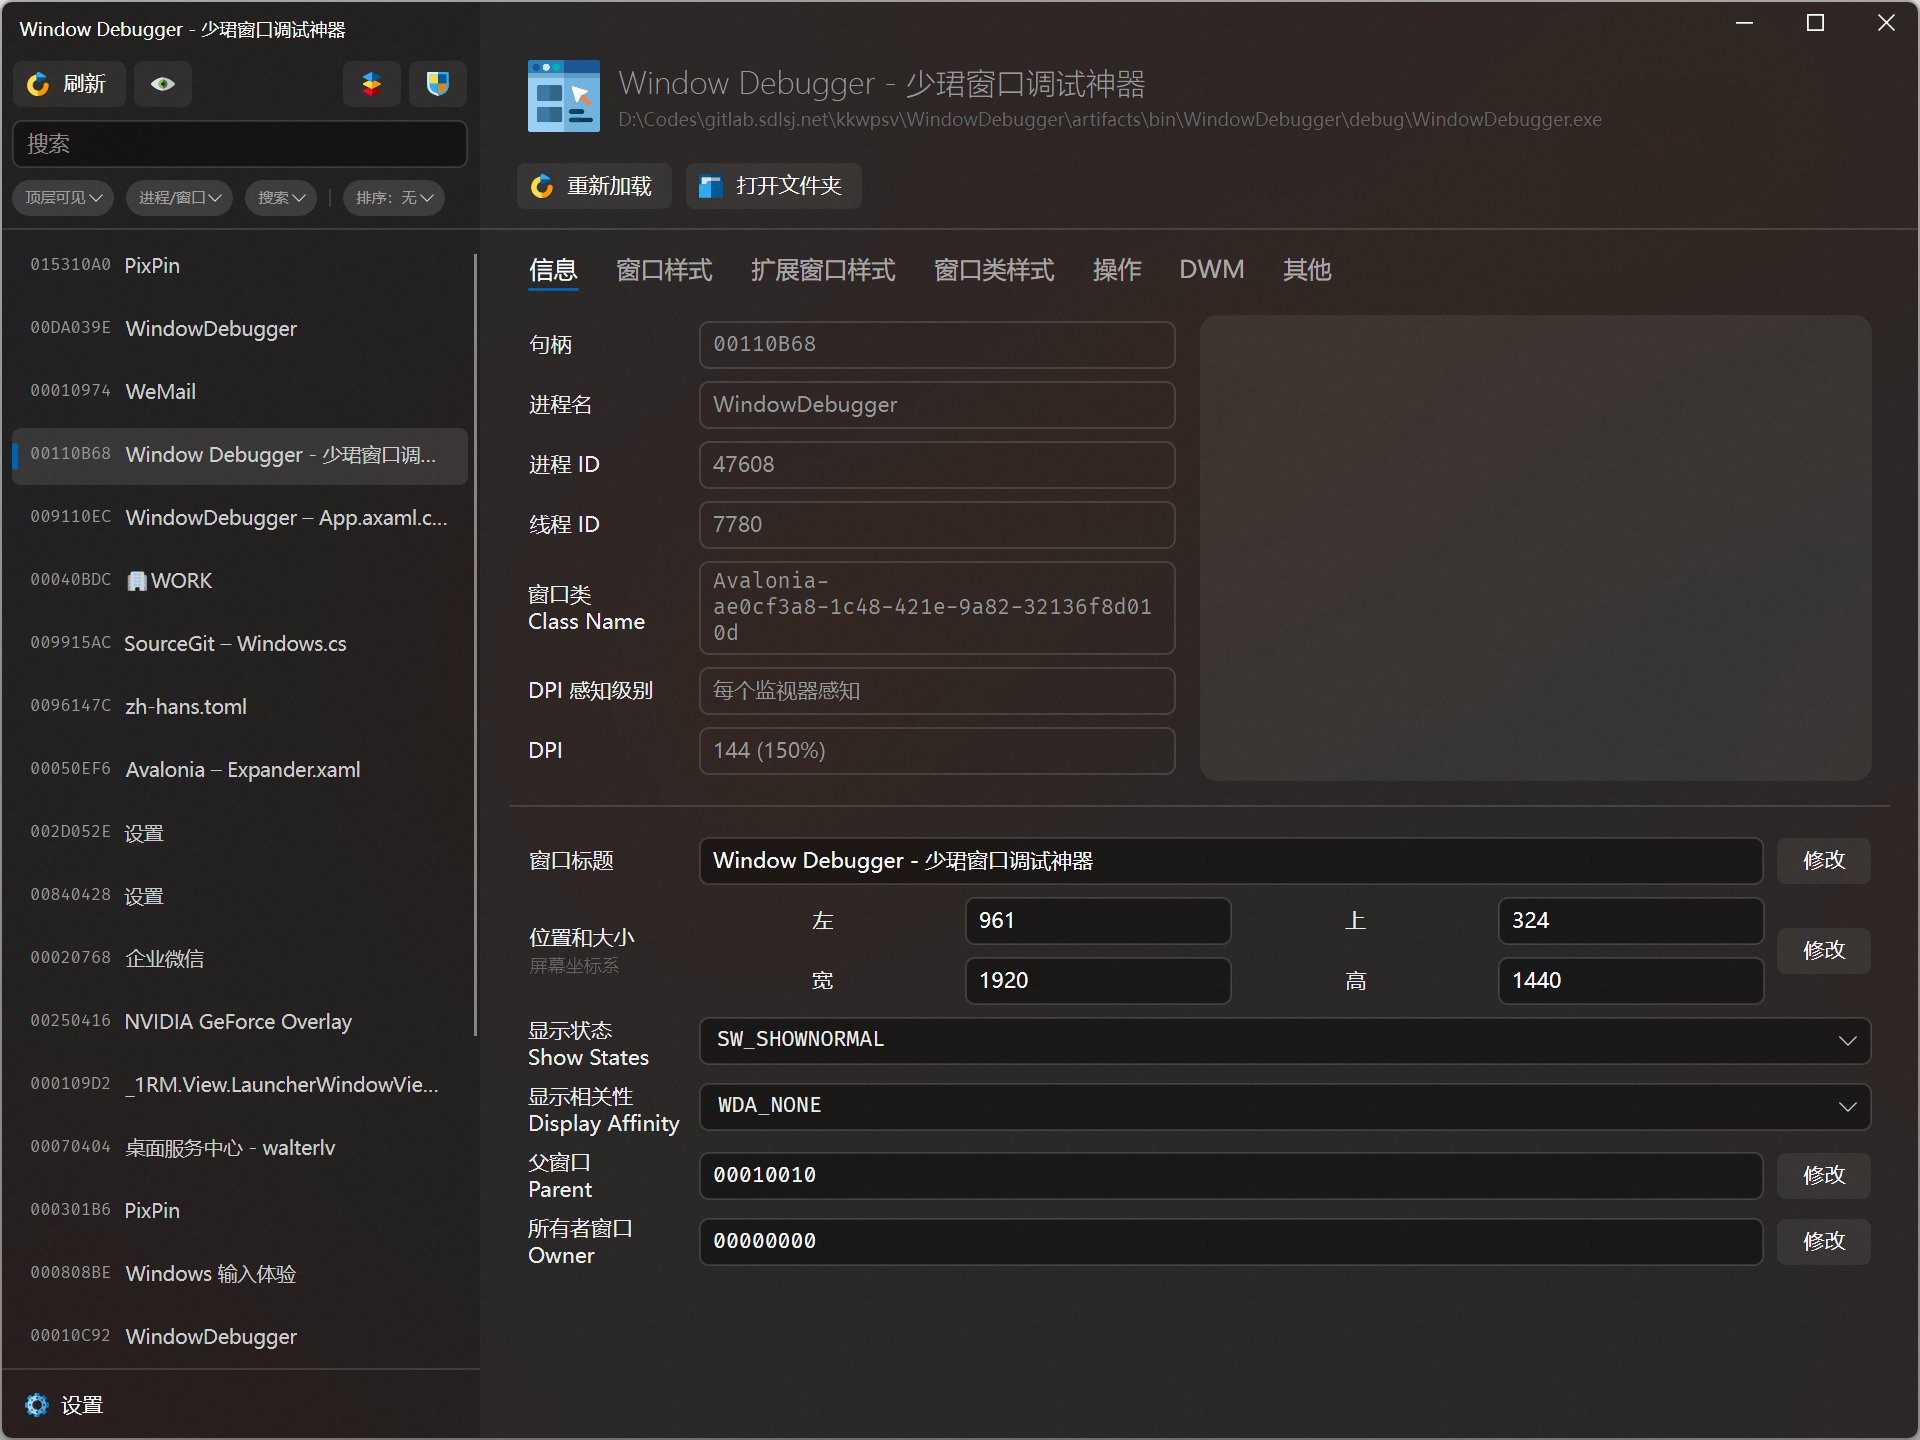 Window Debugger - 少珺窗口调试神器
刷新
搜索
顶层可见
进程/窗口
搜索
排序：无
015310A0 PixPin
00DA039E WindowDebugger
00010974 WeMail
00110B68 Window Debugger - 少珺窗口调...
009110EC WindowDebugger – App.axaml.c...
00040BDC 🏢WORK
009915AC SourceGit – Windows.cs
0096147C zh-hans.toml
00050EF6 Avalonia – Expander.xaml
002D052E 设置
00840428 设置
00020768 企业微信
00250416 NVIDIA GeForce Overlay
000109D2 _1RM.View.LauncherWindowVie...
00070404 桌面服务中心 - walterlv
000301B6 PixPin
000808BE Windows 输入体验
00010C92 WindowDebugger
设置
Window Debugger - 少珺窗口调试神器
D:\Codes\gitlab.sdlsj.net\kkwpsv\WindowDebugger\artifacts\bin\WindowDebugger\debug\WindowDebugger.exe
重新加载
打开文件夹
信息 窗口样式 扩展窗口样式 窗口类样式 操作 DWM 其他
句柄 00110B68
进程名 WindowDebugger
进程 ID 47608
线程 ID 7780
窗口类
Class Name
Avalonia-
ae0cf3a8-1c48-421e-9a82-32136f8d01
0d
DPI 感知级别 每个监视器感知
DPI 144 (150%)
窗口标题 Window Debugger - 少珺窗口调试神器 修改
位置和大小
屏幕坐标系
左 961 上 324
宽 1920 高 1440
修改
显示状态
Show States
SW_SHOWNORMAL
显示相关性
Display Affinity
WDA_NONE
父窗口
Parent
00010010 修改
所有者窗口
Owner
00000000 修改